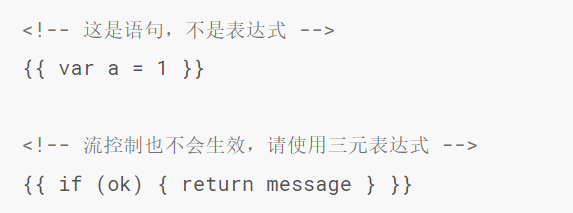 <!-- 这是语句，不是表达式 -->
{{ var a = 1 }}
<!-- 流控制也不会生效，请使用三元表达式 -->
{{ if (ok) { return message } }}